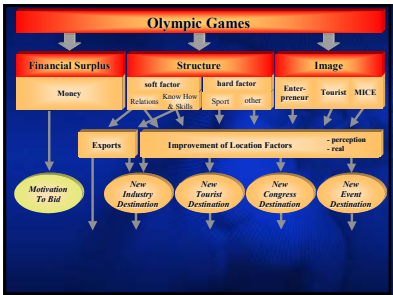 Olympic Games
Financial Surplus
Structure
Image
Money
soft factor
Relations
Know How
& Skills
hard factor
Sport
other
Enter-
preneur
Tourist
MICE
Exports
Improvement of Location Factors
- perception
- real
Motivation
To Bid
New
Industry
Destination
New
Tourist
Destination
New
Congress
Destination
New
Event
Destination